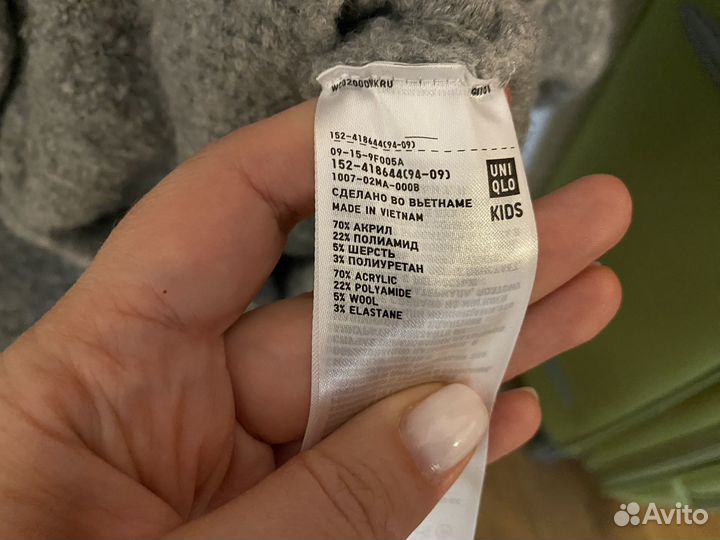 152-418644(94-09)
09-15-9F005A
152-418644(94-09)
1007-02MA-000B
СДЕЛАНО ВО ВЬЕТНАМЕ
MADE IN VIETNAM
70% АКРИЛ
22% ПОЛИАМИД
5% ШЕРСТЬ
3% ПОЛИУРЕТАН
70% ACRYLIC
22% POLYAMIDE
5% WOOL
3% ELASTANE
UNI
QLO
KIDS
Avito